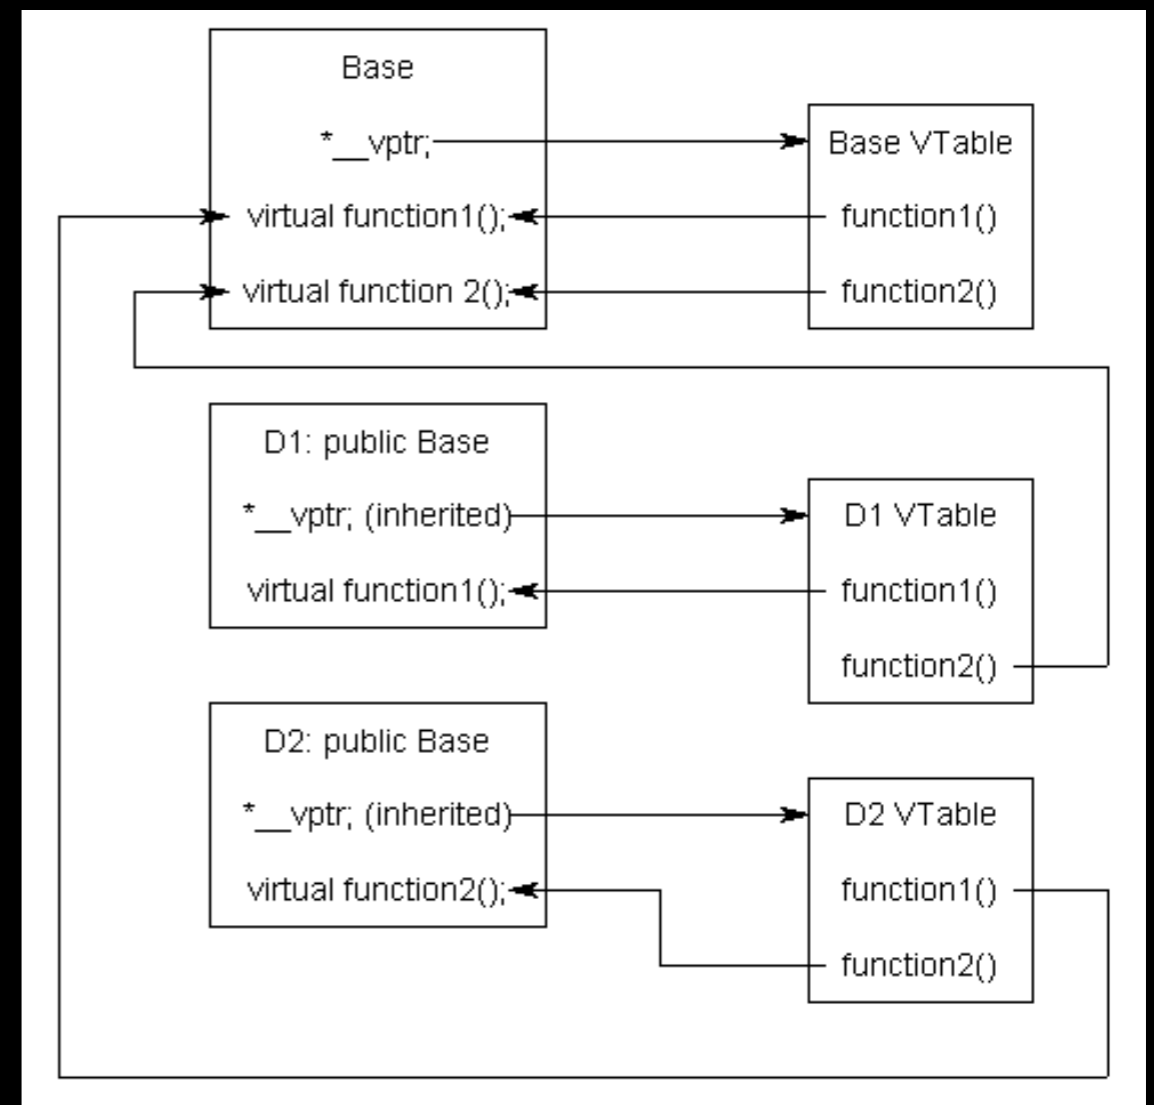 Base
*__vptr;
Base VTable
virtual function1();
function1()
virtual function 2();
function2()
D1: public Base
*__vptr; (inherited)
D1 VTable
virtual function1();
function1()
function2()
D2: public Base
*__vptr; (inherited)
D2 VTable
virtual function2();
function1()
function2()